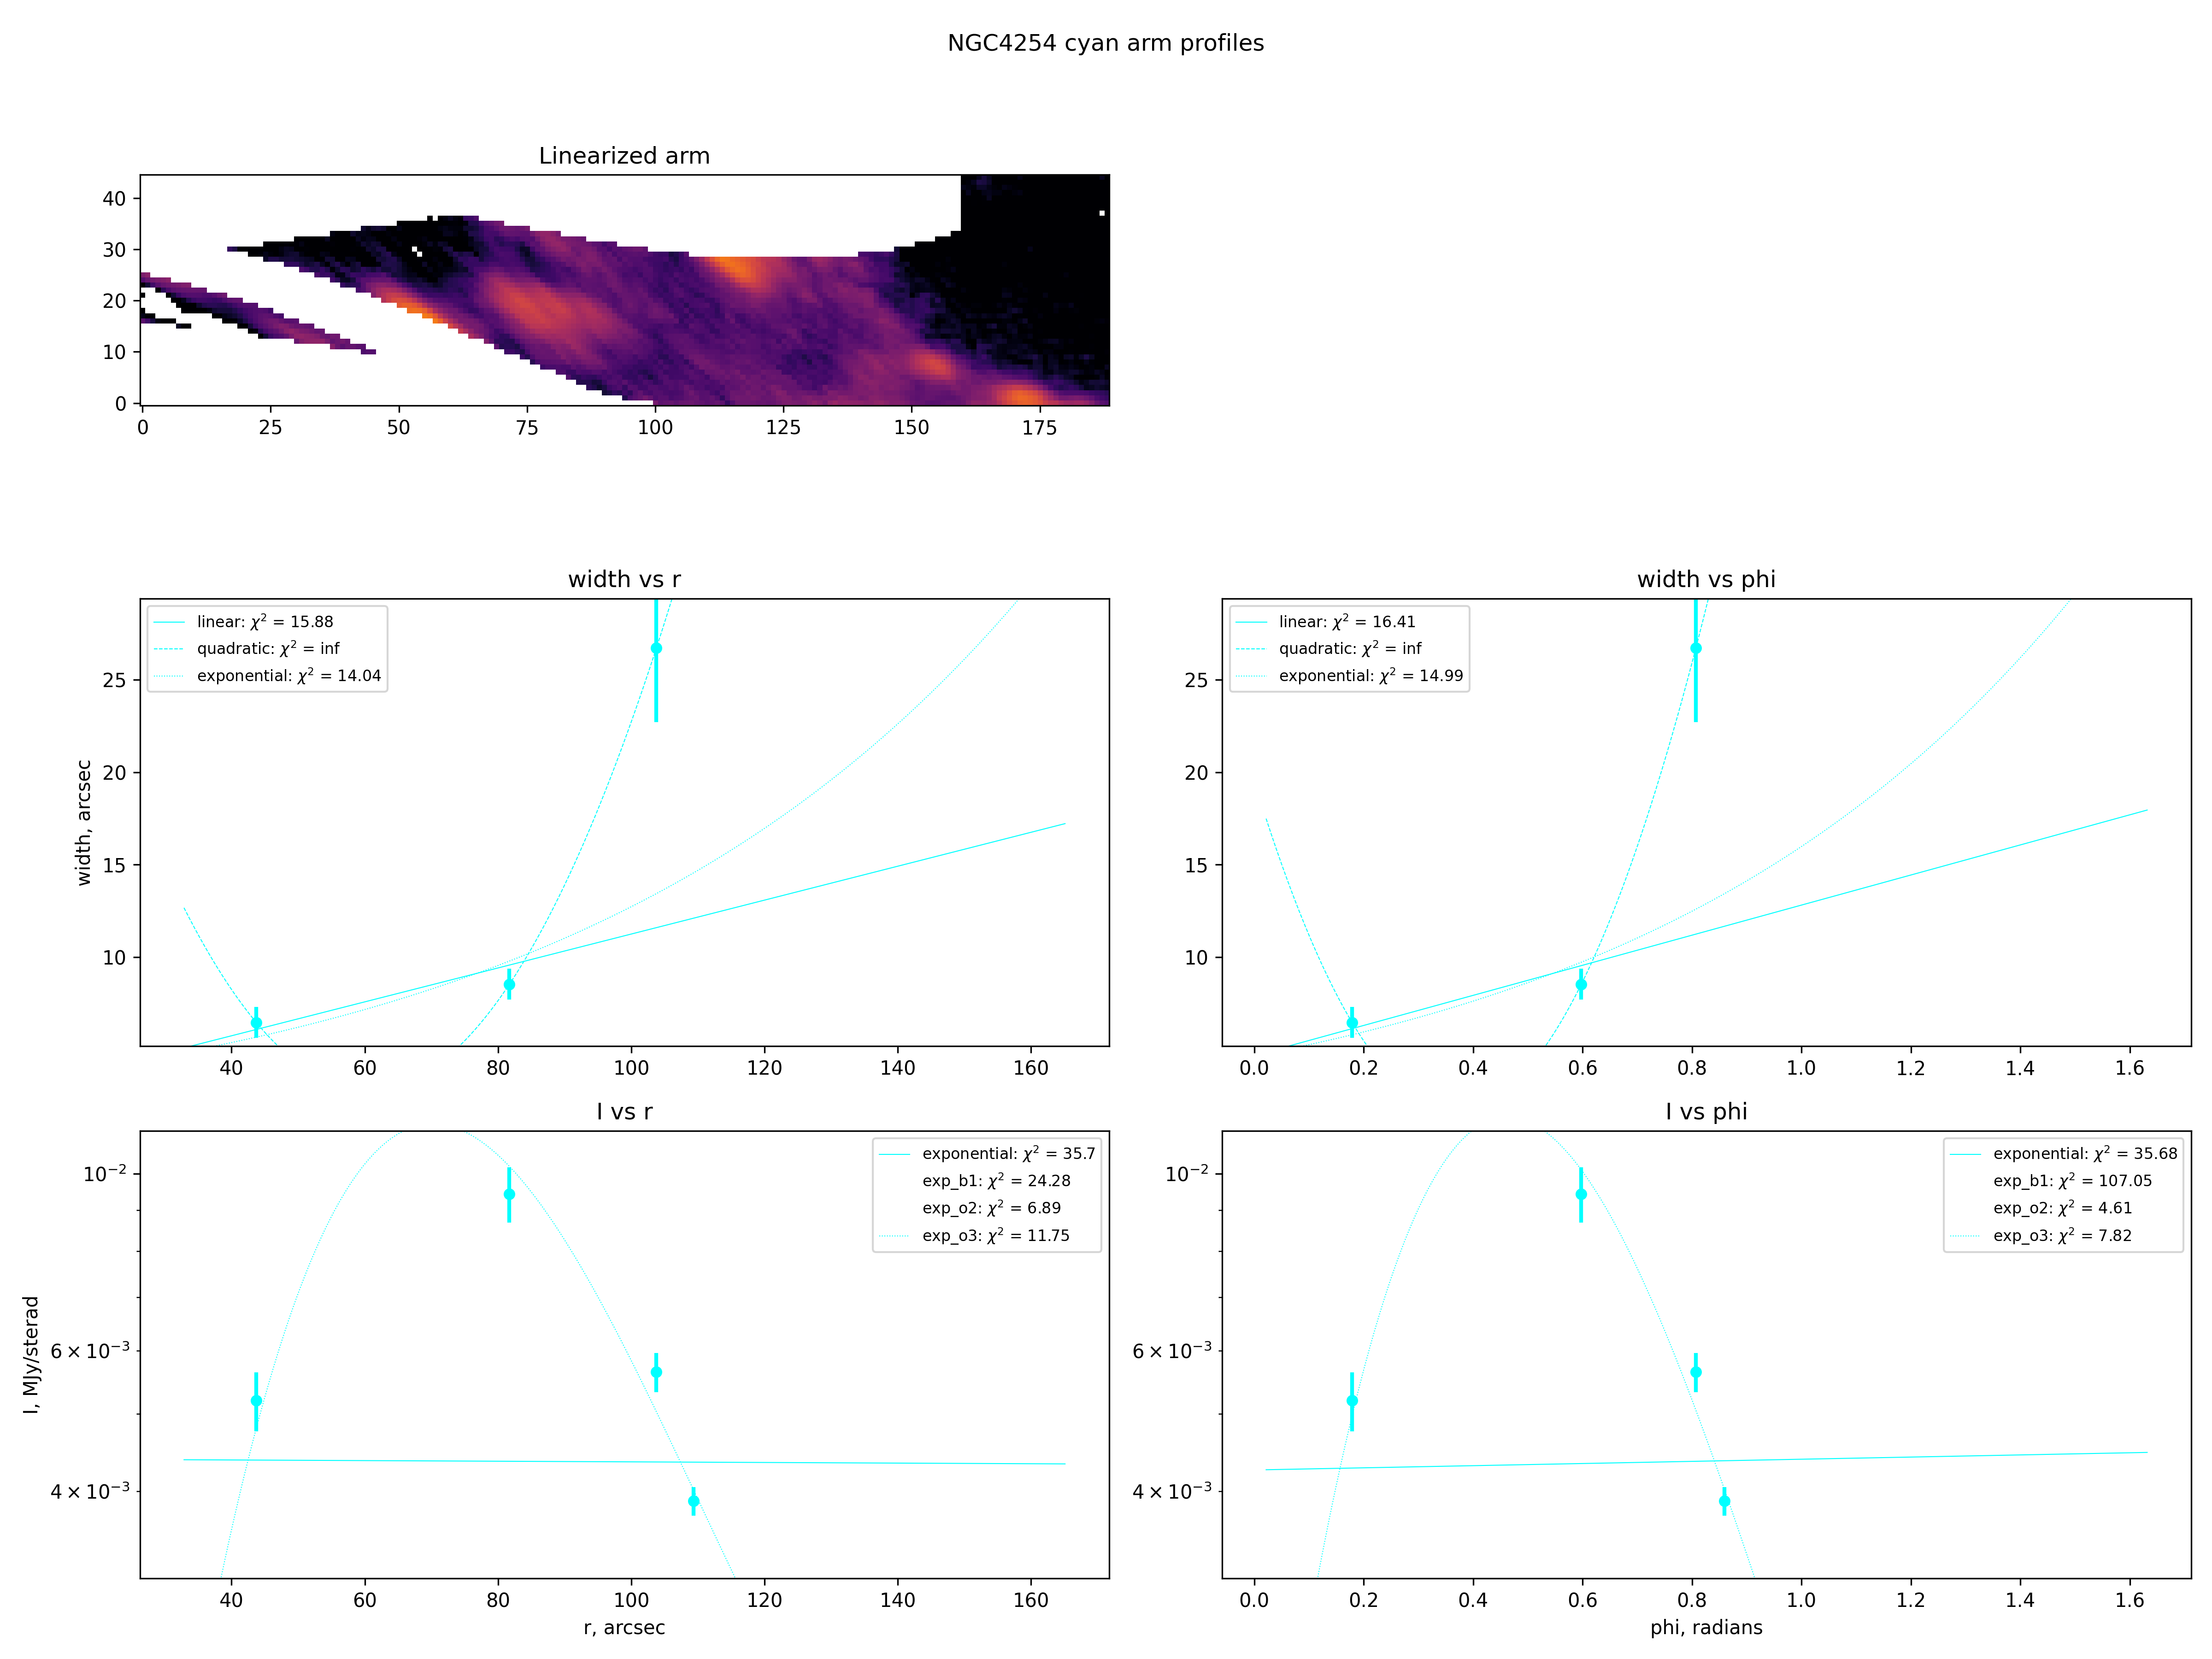 NGC4254 cyan arm profiles
Linearized arm
40
30
20
10
0
0 25 50 75 100 125 150 175
width vs r
linear: χ² = 15.88
quadratic: χ² = inf
exponential: χ² = 14.04
25
20
15
10
width, arcsec
40 60 80 100 120 140 160
width vs phi
linear: χ² = 16.41
quadratic: χ² = inf
exponential: χ² = 14.99
25
20
15
10
0.0 0.2 0.4 0.6 0.8 1.0 1.2 1.4 1.6
I vs r
exponential: χ² = 35.7
exp_b1: χ² = 24.28
exp_o2: χ² = 6.89
exp_o3: χ² = 11.75
10⁻²
6 × 10⁻³
4 × 10⁻³
I, MJy/sterad
40 60 80 100 120 140 160
r, arcsec
I vs phi
exponential: χ² = 35.68
exp_b1: χ² = 107.05
exp_o2: χ² = 4.61
exp_o3: χ² = 7.82
10⁻²
6 × 10⁻³
4 × 10⁻³
0.0 0.2 0.4 0.6 0.8 1.0 1.2 1.4 1.6
phi, radians